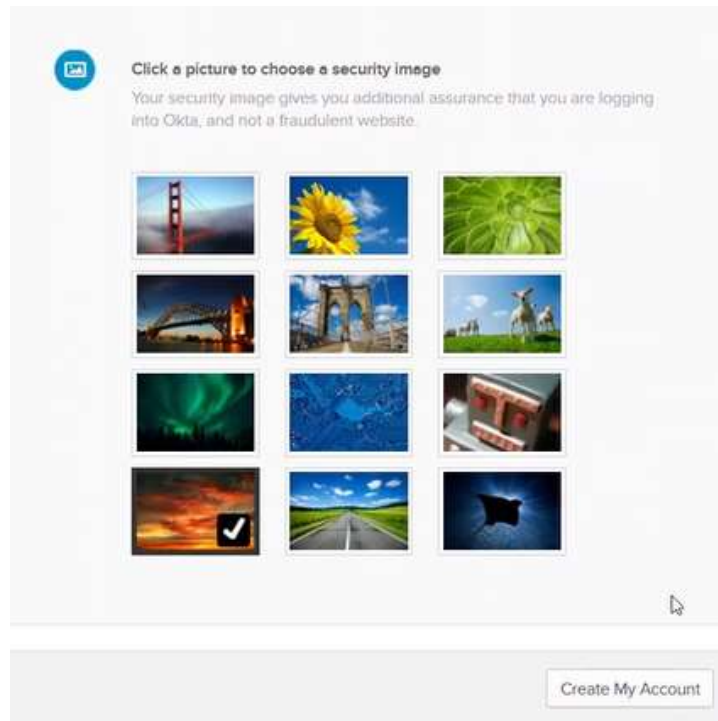 Click a picture to choose a security image
Your security image gives you additional assurance that you are logging
into Okta, and not a fraudulent website.
Create My Account